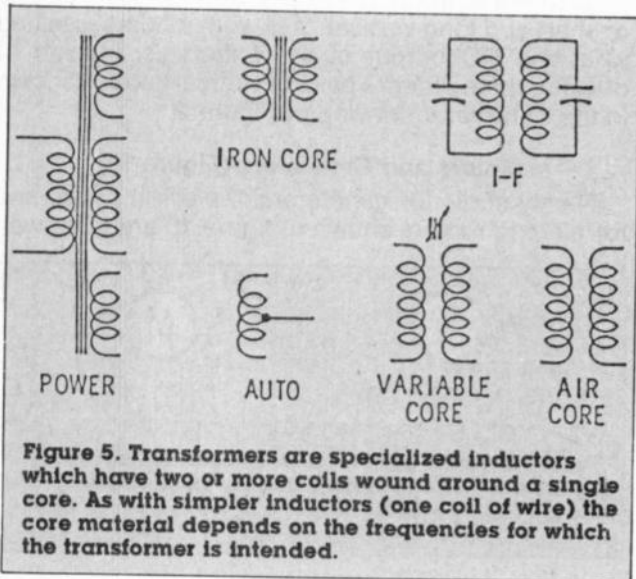 IRON CORE
I-F
POWER
AUTO
VARIABLE
CORE
AIR
CORE
Figure 5. Transformers are specialized inductors
which have two or more coils wound around a single
core. As with simpler inductors (one coil of wire) the
core material depends on the frequencies for which
the transformer is intended.